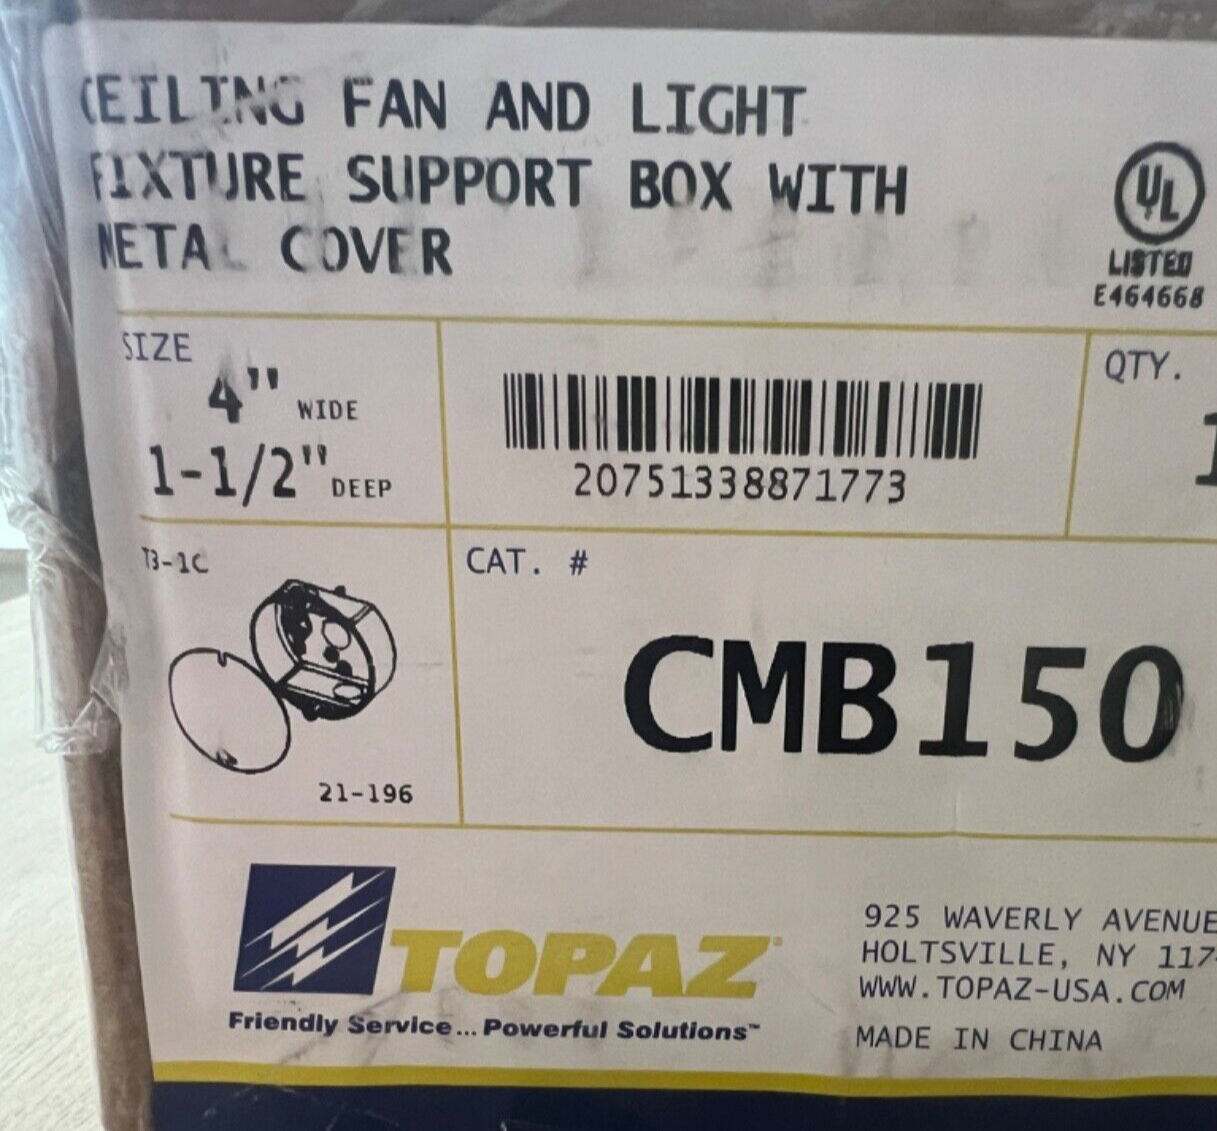 CEILING FAN AND LIGHT
FIXTURE SUPPORT BOX WITH
METAL COVER
UL
LISTED
E464668
SIZE
4" WIDE
1-1/2" DEEP
20751338871773
QTY.
T3-1C
21-196
CAT. #
CMB150
TOPAZ
Friendly Service... Powerful Solutions™
925 WAVERLY AVENUE
HOLTSVILLE, NY 117
WWW.TOPAZ-USA.COM
MADE IN CHINA